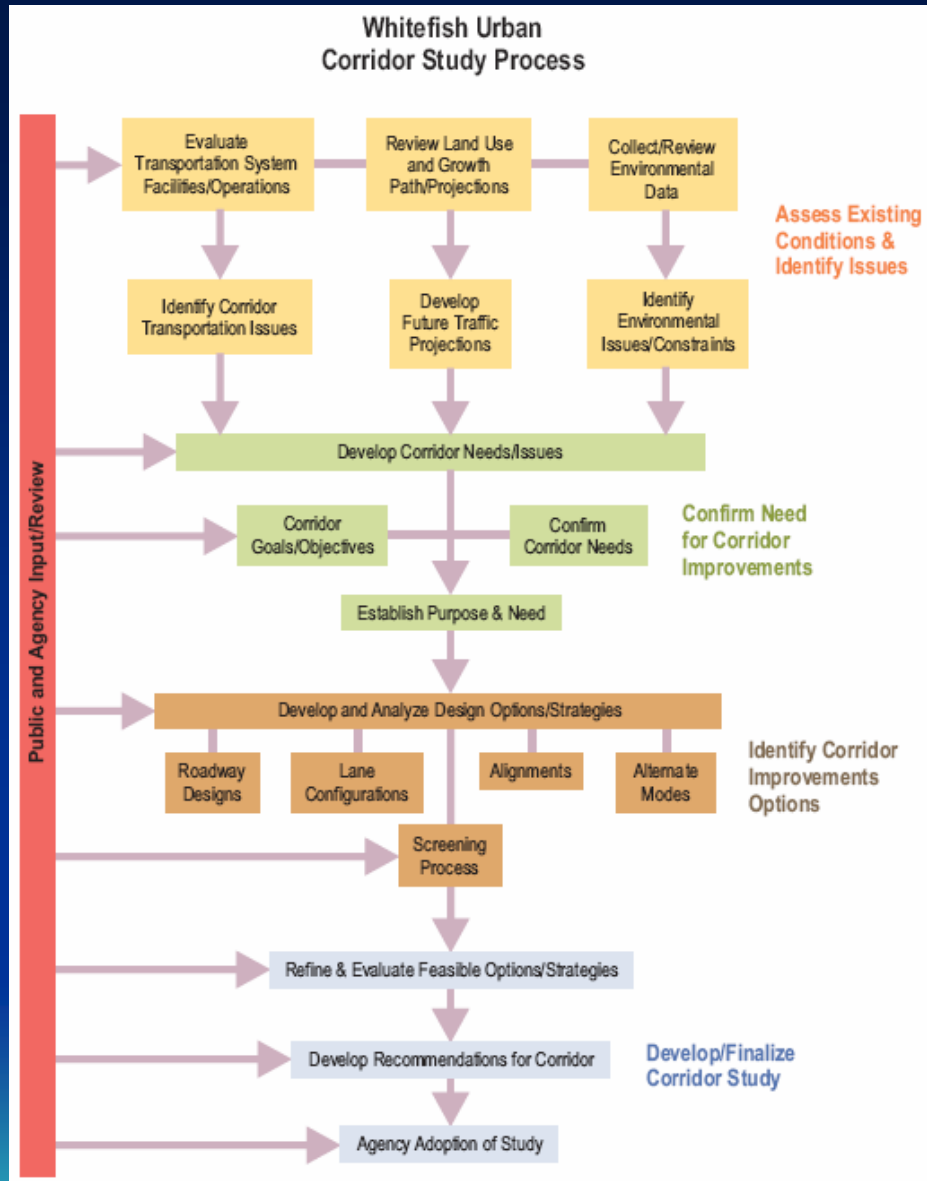 Whitefish Urban
Corridor Study Process
Public and Agency Input/Review
Evaluate
Transportation System
Facilities/Operations
Review Land Use
and Growth
Path/Projections
Collect/Review
Environmental
Data
Assess Existing
Conditions &
Identify Issues
Identify Corridor
Transportation Issues
Develop
Future Traffic
Projections
Identify
Environmental
Issues/Constraints
Develop Corridor Needs/Issues
Corridor
Goals/Objectives
Confirm
Corridor Needs
Confirm Need
for Corridor
Improvements
Establish Purpose & Need
Develop and Analyze Design Options/Strategies
Roadway
Designs
Lane
Configurations
Alignments
Alternate
Modes
Identify Corridor
Improvements
Options
Screening
Process
Refine & Evaluate Feasible Options/Strategies
Develop Recommendations for Corridor
Develop/Finalize
Corridor Study
Agency Adoption of Study